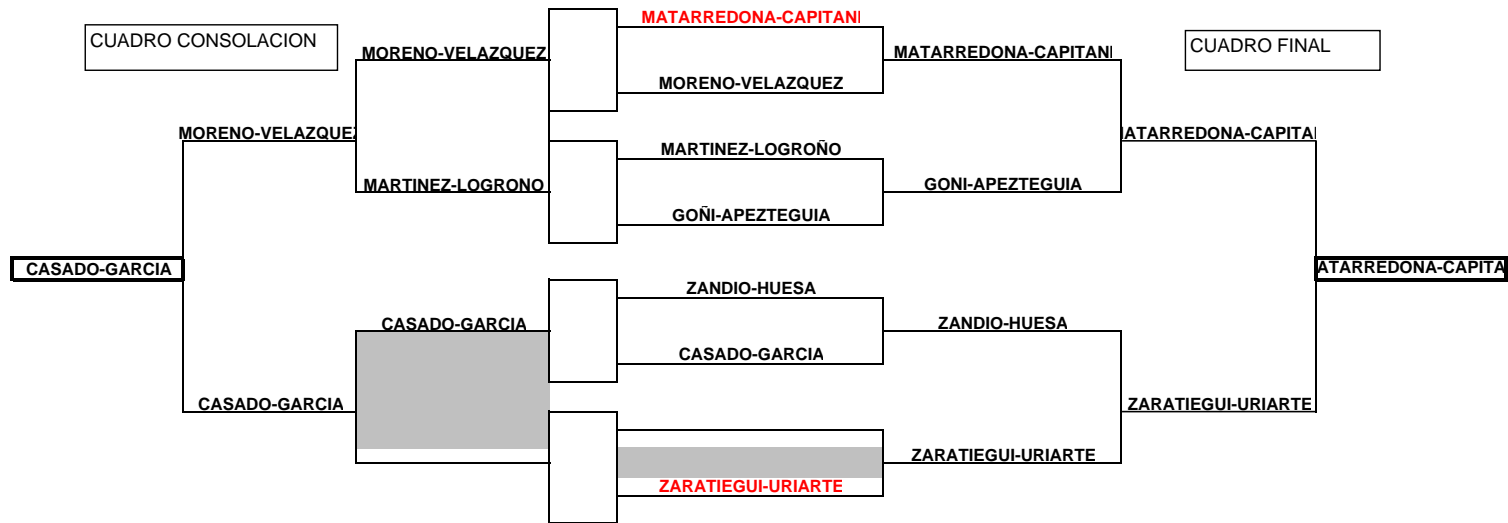 MATARREDONA-CAPITANI
CUADRO CONSOLACION
CUADRO FINAL
MORENO-VELAZQUEZ
MATARREDONA-CAPITANI
MORENO-VELAZQUEZ
MORENO-VELAZQUEZ
MARTINEZ-LOGROÑO
ATARREDONA-CAPITAI
MARTINEZ-LOGRONO
GONI-APEZTEGUIA
GOÑI-APEZTEGUIA
CASADO-GARCIA
ATARREDONA-CAPITA
ZANDIO-HUESA
CASADO-GARCIA
ZANDIO-HUESA
CASADO-GARCIA
CASADO-GARCIA
ZARATIEGUI-URIARTE
ZARATIEGUI-URIARTE
ZARATIEGUI-URIARTE